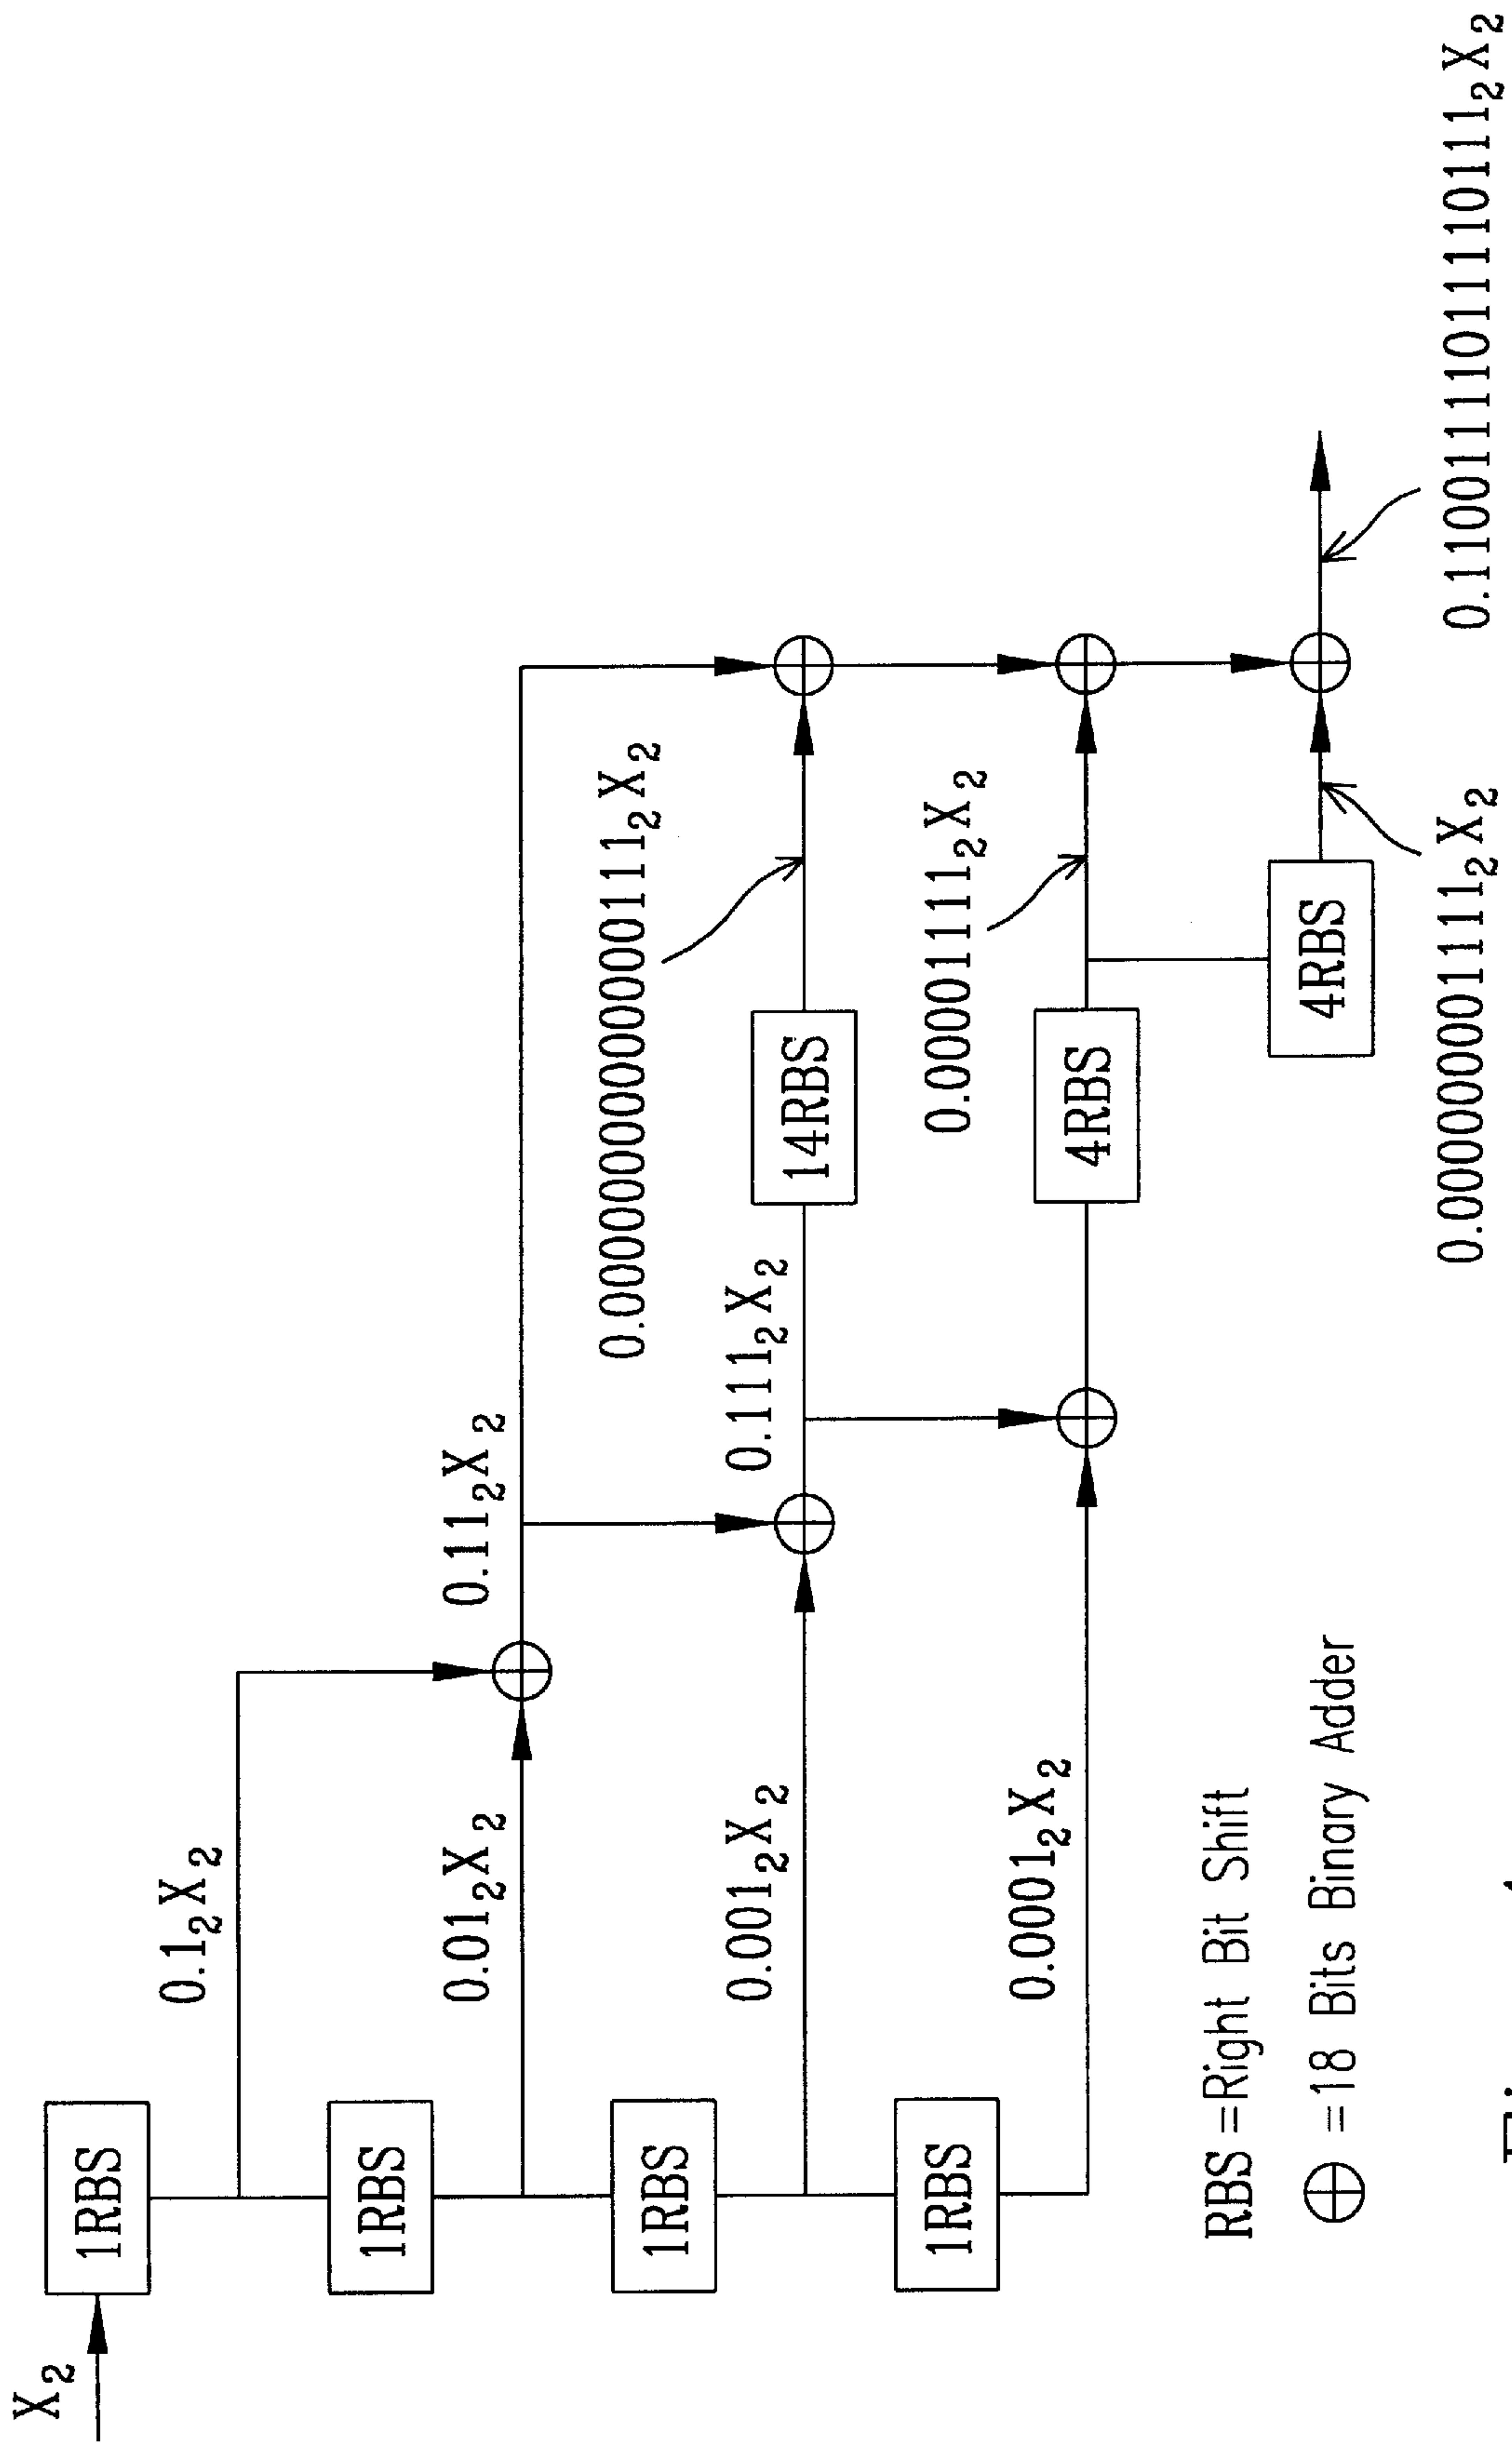 X₂
1RBS
0.1₂X₂
1RBS
0.01₂X₂
0.11₂X₂
0.00000000000000111₂X₂
1RBS
0.001₂X₂
0.111₂X₂
14RBS
0.00001111₂X₂
1RBS
0.0001₂X₂
4RBS
4RBS
RBS =Right Bit Shift
⊕ =18 Bits Binary Adder
0.000000001111₂X₂
0.11001111011110111₂X₂